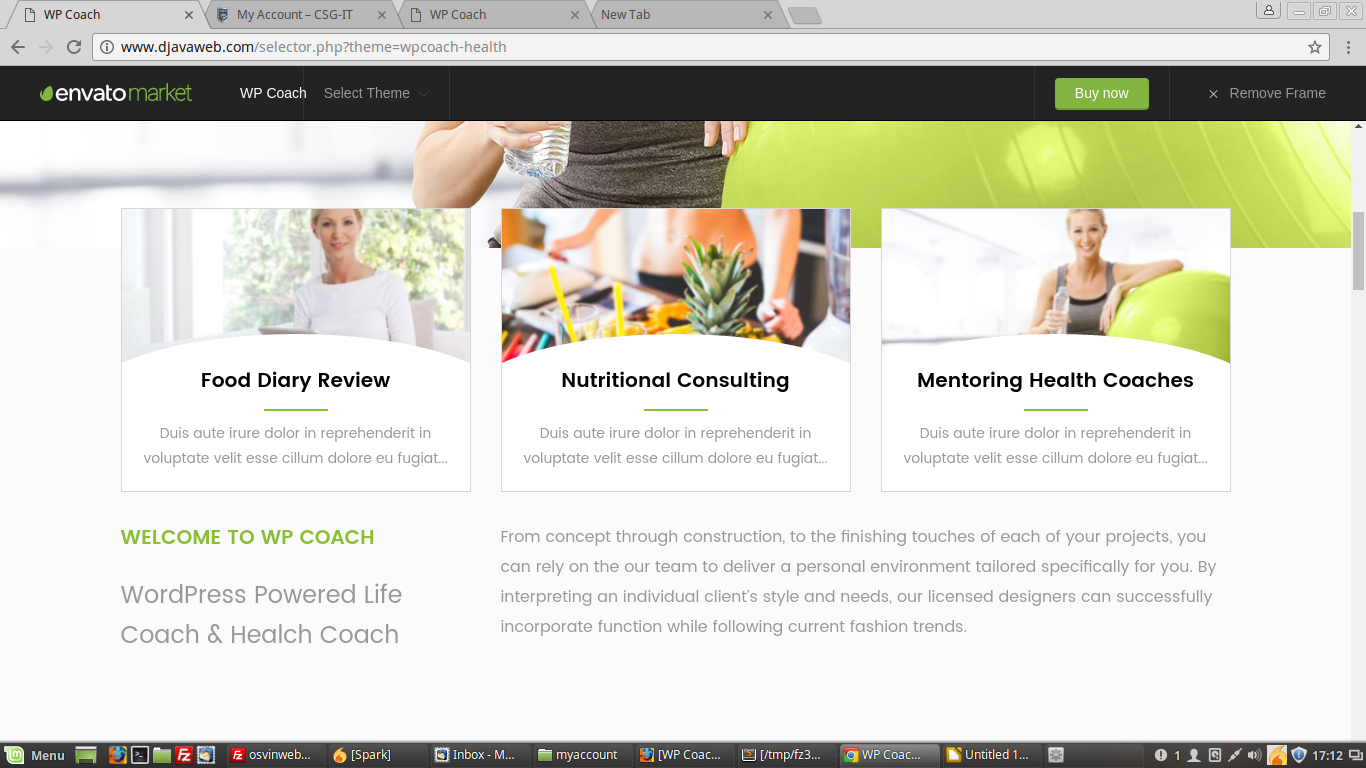 WP Coach
My Account – CSG-IT
WP Coach
New Tab
www.djavaweb.com/selector.php?theme=wpcoach-health
envato market
WP Coach
Select Theme
Buy now
Remove Frame
Food Diary Review
Duis aute irure dolor in reprehenderit in
voluptate velit esse cillum dolore eu fugiat...
Nutritional Consulting
Duis aute irure dolor in reprehenderit in
voluptate velit esse cillum dolore eu fugiat...
Mentoring Health Coaches
Duis aute irure dolor in reprehenderit in
voluptate velit esse cillum dolore eu fugiat...
WELCOME TO WP COACH
WordPress Powered Life
Coach & Healch Coach
From concept through construction, to the finishing touches of each of your projects, you
can rely on the our team to deliver a personal environment tailored specifically for you. By
interpreting an individual client's style and needs, our licensed designers can successfully
incorporate function while following current fashion trends.
Menu
osvinweb...
[Spark]
Inbox - M...
myaccount
[WP Coac...
[/tmp/fz3...
WP Coac...
Untitled 1...
1
17:12